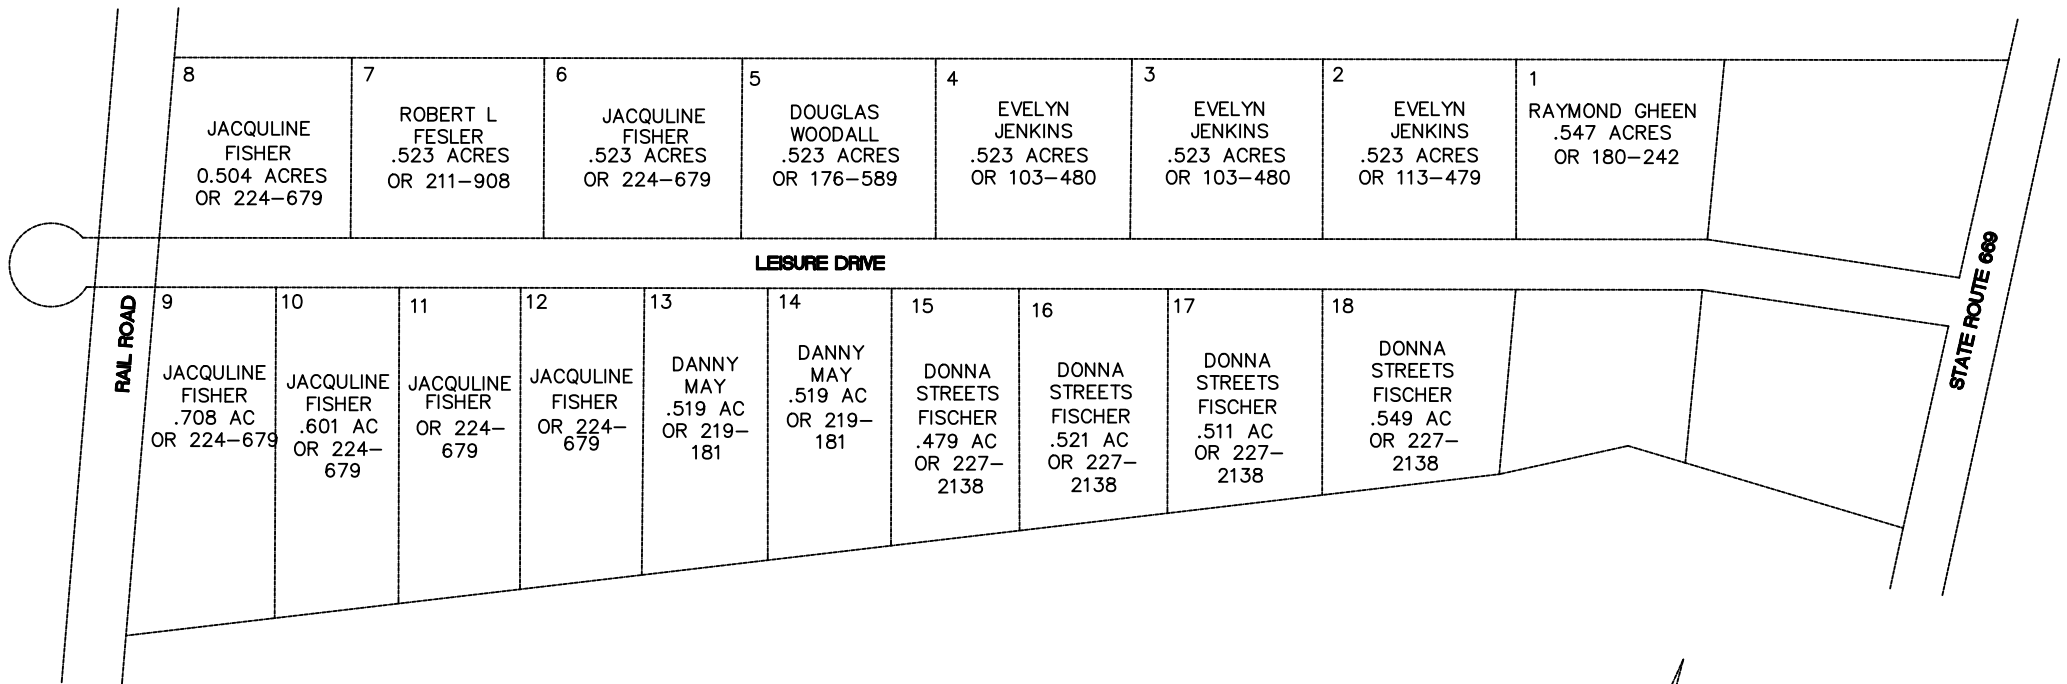 8
JACQULINE
FISHER
0.504 ACRES
OR 224-679
7
ROBERT L
FESLER
.523 ACRES
OR 211-908
6
JACQULINE
FISHER
.523 ACRES
OR 224-679
5
DOUGLAS
WOODALL
.523 ACRES
OR 176-589
4
EVELYN
JENKINS
.523 ACRES
OR 103-480
3
EVELYN
JENKINS
.523 ACRES
OR 103-480
2
EVELYN
JENKINS
.523 ACRES
OR 113-479
1
RAYMOND GHEEN
.547 ACRES
OR 180-242
LEISURE DRIVE
STATE ROUTE 669
RAIL ROAD
9
JACQULINE
FISHER
.708 AC
OR 224-679
10
JACQULINE
FISHER
.601 AC
OR 224-
679
11
JACQULINE
FISHER
OR 224-
679
12
JACQULINE
FISHER
OR 224-
679
13
DANNY
MAY
.519 AC
OR 219-
181
14
DANNY
MAY
.519 AC
OR 219-
181
15
DONNA
STREETS
FISCHER
.479 AC
OR 227-
2138
16
DONNA
STREETS
FISCHER
.521 AC
OR 227-
2138
17
DONNA
STREETS
FISCHER
.511 AC
OR 227-
2138
18
DONNA
STREETS
FISCHER
.549 AC
OR 227-
2138